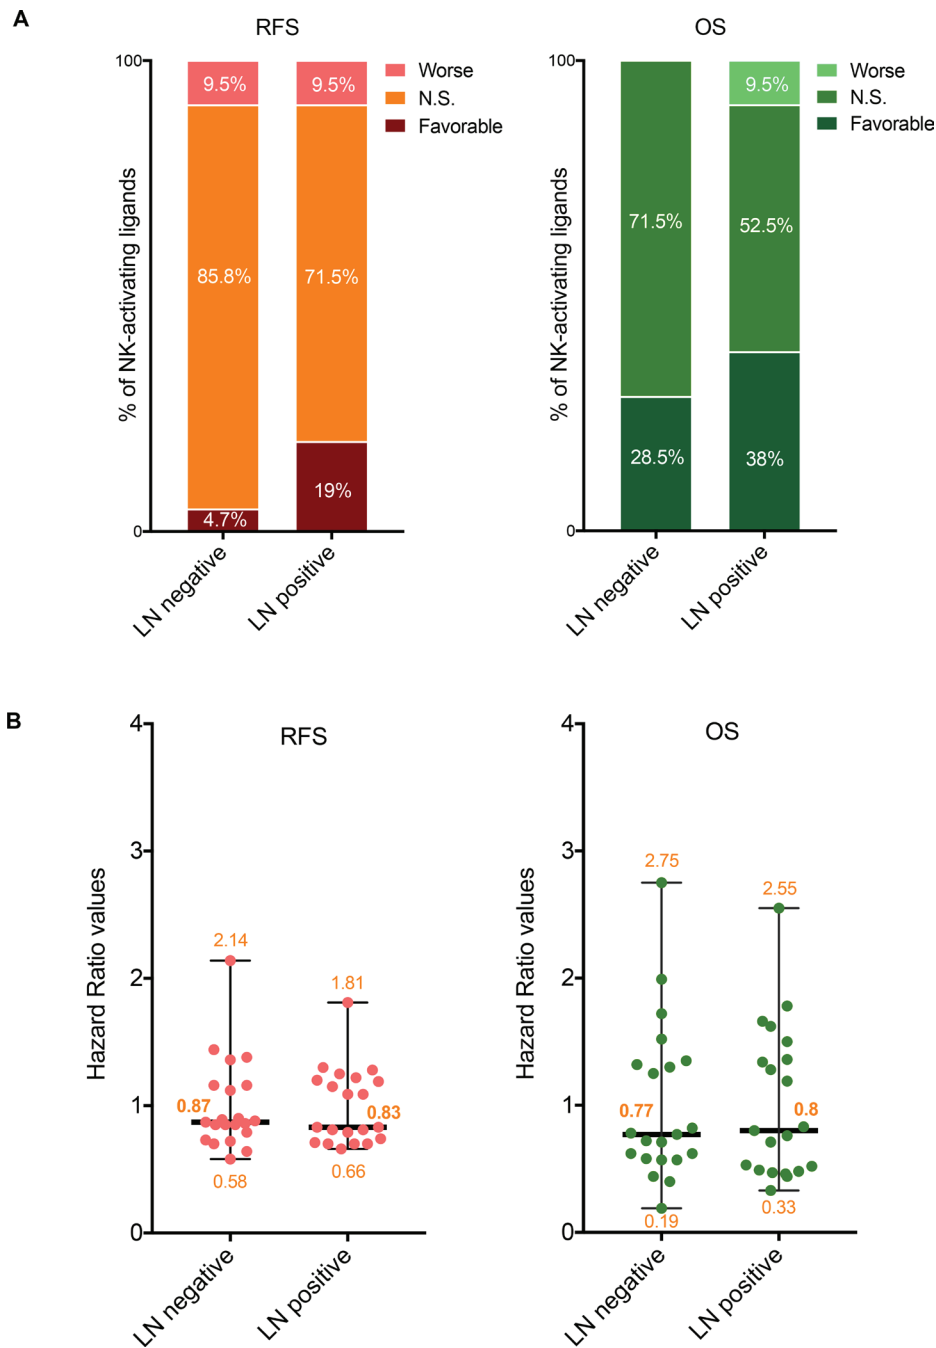 A
RFS
OS
100
9.5%
9.5%
Worse
N.S.
Favorable
85.8%
71.5%
4.7%
19%
% of NK-activating ligands
0
LN negative
LN positive
100
9.5%
Worse
N.S.
Favorable
71.5%
52.5%
28.5%
38%
% of NK-activating ligands
0
LN negative
LN positive
B
RFS
4
3
2
1
0
Hazard Ratio values
2.14
1.81
0.87
0.83
0.58
0.66
LN negative
LN positive
OS
4
3
2
1
0
Hazard Ratio values
2.75
2.55
0.77
0.8
0.19
0.33
LN negative
LN positive